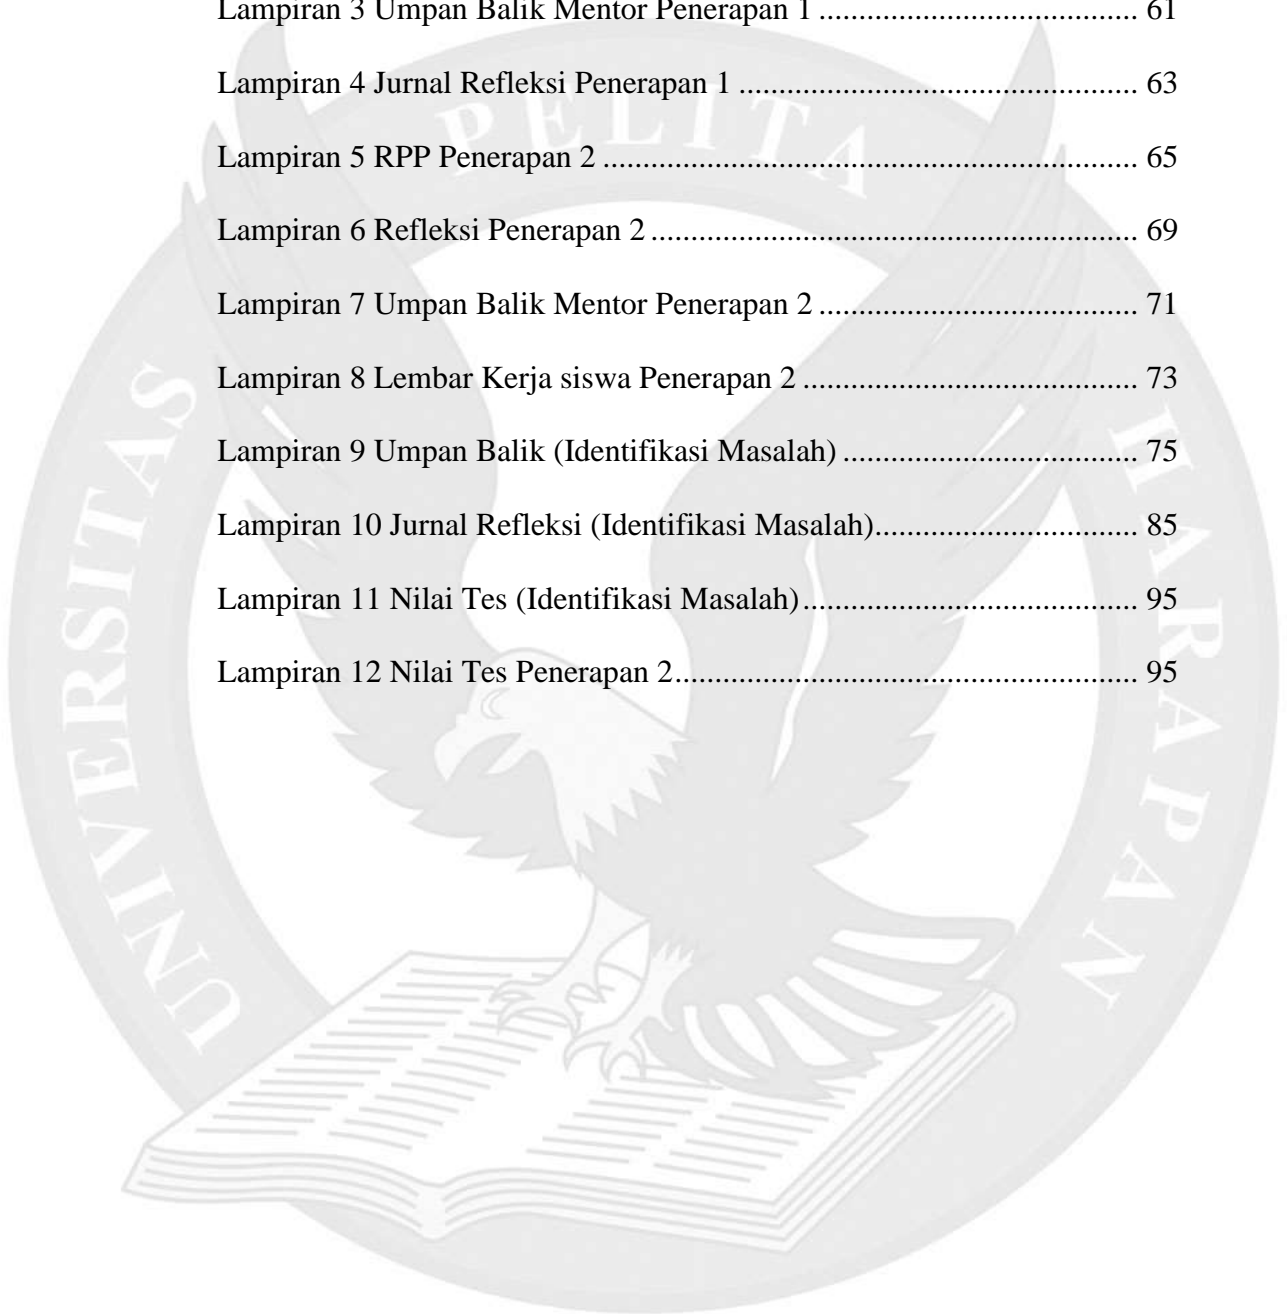 Lampiran 3 Umpan Balik Mentor Penerapan 1 ........................................ 61
Lampiran 4 Jurnal Refleksi Penerapan 1 .................................................. 63
Lampiran 5 RPP Penerapan 2 ................................................................... 65
Lampiran 6 Refleksi Penerapan 2 ............................................................. 69
Lampiran 7 Umpan Balik Mentor Penerapan 2 ........................................ 71
Lampiran 8 Lembar Kerja siswa Penerapan 2 .......................................... 73
Lampiran 9 Umpan Balik (Identifikasi Masalah) ..................................... 75
Lampiran 10 Jurnal Refleksi (Identifikasi Masalah)................................. 85
Lampiran 11 Nilai Tes (Identifikasi Masalah).......................................... 95
Lampiran 12 Nilai Tes Penerapan 2.......................................................... 95
UNIVERSITAS PELITA HARAPAN